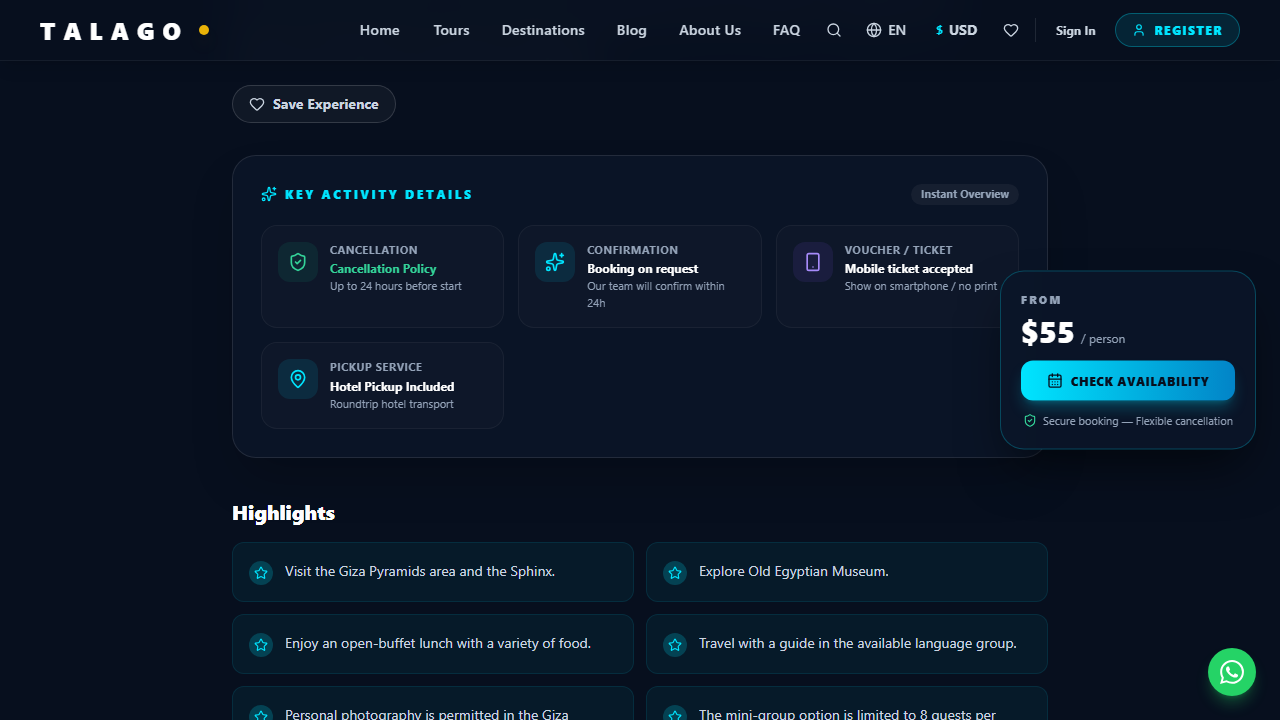 TALAGO
Home Tours Destinations Blog About Us FAQ EN $ USD Sign In REGISTER
Save Experience
KEY ACTIVITY DETAILS
Instant Overview
CANCELLATION
Cancellation Policy
Up to 24 hours before start
CONFIRMATION
Booking on request
Our team will confirm within
24h
VOUCHER / TICKET
Mobile ticket accepted
Show on smartphone / no print
PICKUP SERVICE
Hotel Pickup Included
Roundtrip hotel transport
FROM
$55 / person
CHECK AVAILABILITY
Secure booking — Flexible cancellation
Highlights
Visit the Giza Pyramids area and the Sphinx.
Explore Old Egyptian Museum.
Enjoy an open-buffet lunch with a variety of food.
Travel with a guide in the available language group.
Personal photography is permitted in the Giza
The mini-group option is limited to 8 guests per